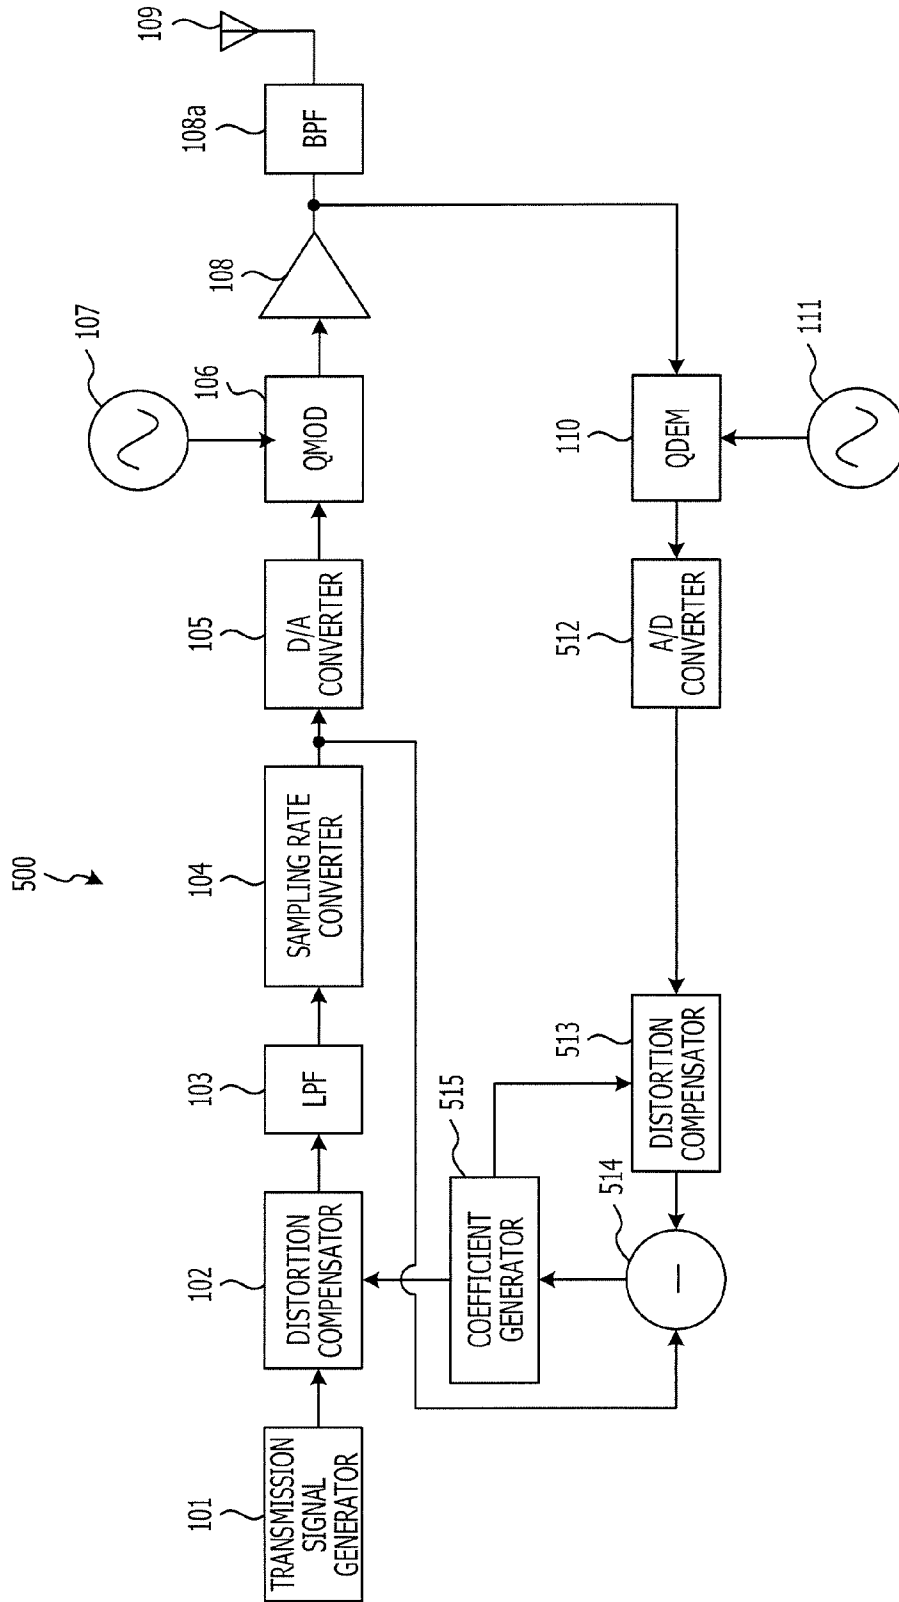 500
101
TRANSMISSION
SIGNAL
GENERATOR
102
DISTORTION
COMPENSATOR
103
LPF
104
SAMPLING RATE
CONVERTER
105
D/A
CONVERTER
106
QMOD
107
108
108a
BPF
109
515
COEFFICIENT
GENERATOR
514
513
DISTORTION
COMPENSATOR
512
A/D
CONVERTER
110
QDEM
111